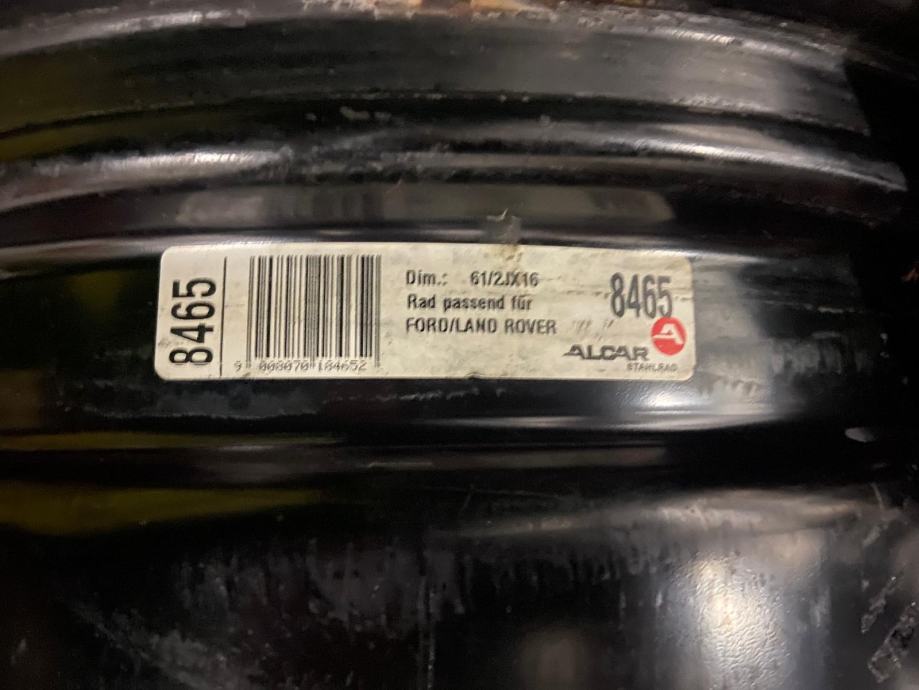 8465
9 008070 184652
Dim.: 61/2JX16
Rad passend für
FORD/LAND ROVER
8465
ALCAR
STAHLRAD